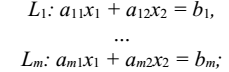 L₁: a₁₁x₁ + a₁₂x₂ = b₁,
...
Lₘ: aₘ₁x₁ + aₘ₂x₂ = bₘ;